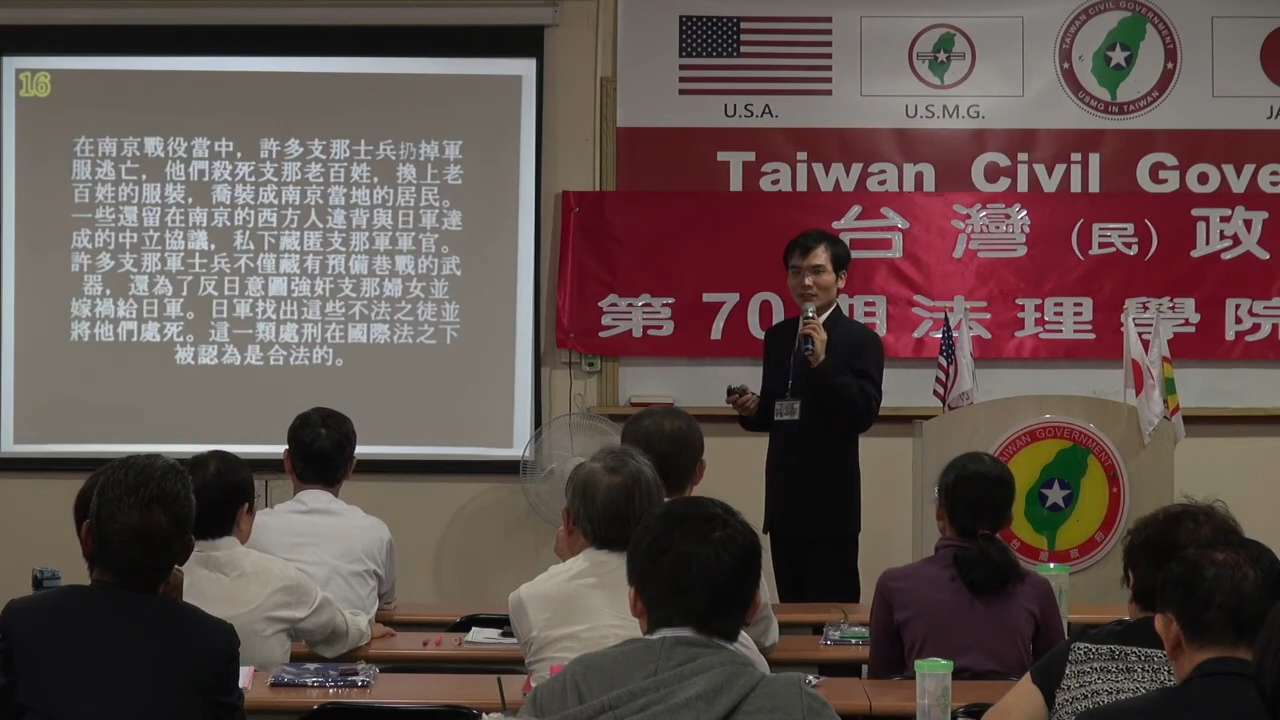 16
在南京戰役當中，許多支那士兵扔掉軍
服逃亡，他們殺死支那老百姓，換上老
百姓的服裝，喬裝成南京當地的居民。
一些還留在南京的西方人違背與日軍達
成的中立協議，私下藏匿支那軍軍官。
許多支那軍士兵不僅藏有預備巷戰的武
器，還為了反日意圖強奸支那婦女並
嫁禍給日軍。日軍找出這些不法之徒並
將他們處死。這一類處刑在國際法之下
被認為是合法的。
U.S.A.
U.S.M.G.
TAIWAN CIVIL GOVERNMENT
USMG IN TAIWAN
JA
Taiwan Civil Gove
台灣（民）政
第70期法理學院
TAIWAN GOVERNMENT
台灣政府